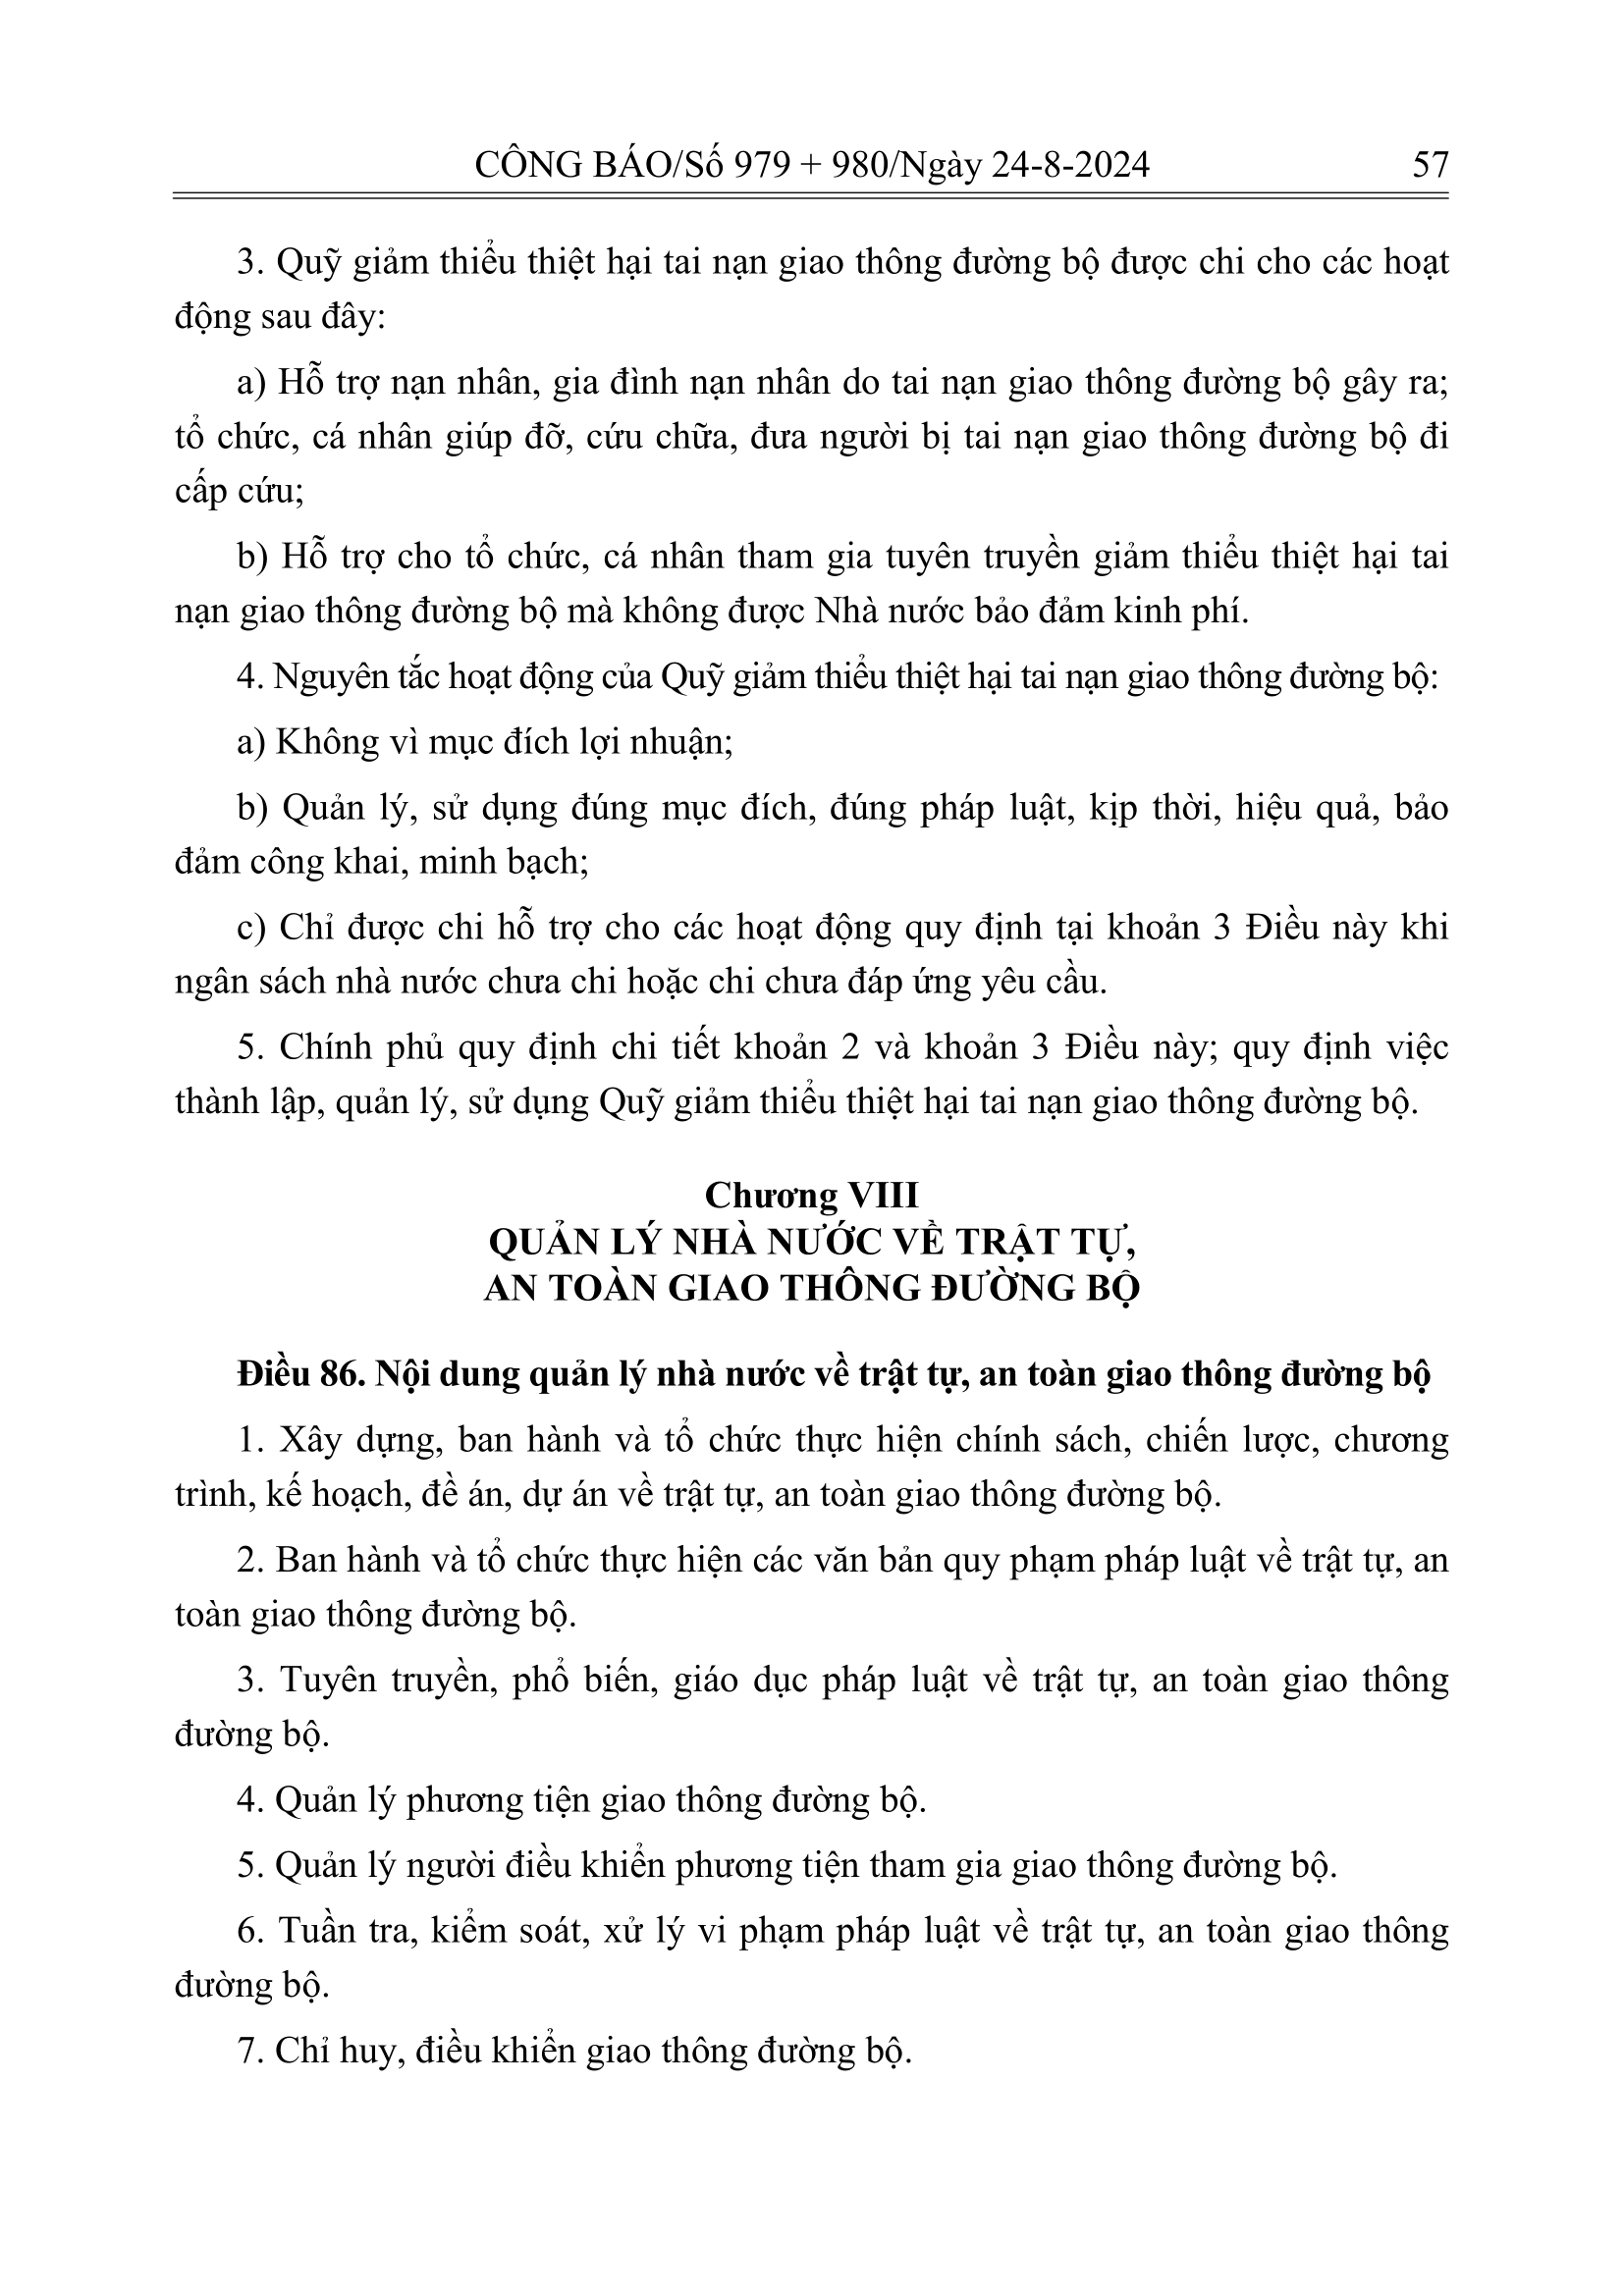 CÔNG BÁO/Số 979 + 980/Ngày 24-8-2024 57
3. Quỹ giảm thiểu thiệt hại tai nạn giao thông đường bộ được chi cho các hoạt
động sau đây:
a) Hỗ trợ nạn nhân, gia đình nạn nhân do tai nạn giao thông đường bộ gây ra;
tổ chức, cá nhân giúp đỡ, cứu chữa, đưa người bị tai nạn giao thông đường bộ đi
cấp cứu;
b) Hỗ trợ cho tổ chức, cá nhân tham gia tuyên truyền giảm thiểu thiệt hại tai
nạn giao thông đường bộ mà không được Nhà nước bảo đảm kinh phí.
4. Nguyên tắc hoạt động của Quỹ giảm thiểu thiệt hại tai nạn giao thông đường bộ:
a) Không vì mục đích lợi nhuận;
b) Quản lý, sử dụng đúng mục đích, đúng pháp luật, kịp thời, hiệu quả, bảo
đảm công khai, minh bạch;
c) Chỉ được chi hỗ trợ cho các hoạt động quy định tại khoản 3 Điều này khi
ngân sách nhà nước chưa chi hoặc chi chưa đáp ứng yêu cầu.
5. Chính phủ quy định chi tiết khoản 2 và khoản 3 Điều này; quy định việc
thành lập, quản lý, sử dụng Quỹ giảm thiểu thiệt hại tai nạn giao thông đường bộ.
Chương VIII
QUẢN LÝ NHÀ NƯỚC VỀ TRẬT TỰ,
AN TOÀN GIAO THÔNG ĐƯỜNG BỘ
Điều 86. Nội dung quản lý nhà nước về trật tự, an toàn giao thông đường bộ
1. Xây dựng, ban hành và tổ chức thực hiện chính sách, chiến lược, chương
trình, kế hoạch, đề án, dự án về trật tự, an toàn giao thông đường bộ.
2. Ban hành và tổ chức thực hiện các văn bản quy phạm pháp luật về trật tự, an
toàn giao thông đường bộ.
3. Tuyên truyền, phổ biến, giáo dục pháp luật về trật tự, an toàn giao thông
đường bộ.
4. Quản lý phương tiện giao thông đường bộ.
5. Quản lý người điều khiển phương tiện tham gia giao thông đường bộ.
6. Tuần tra, kiểm soát, xử lý vi phạm pháp luật về trật tự, an toàn giao thông
đường bộ.
7. Chỉ huy, điều khiển giao thông đường bộ.